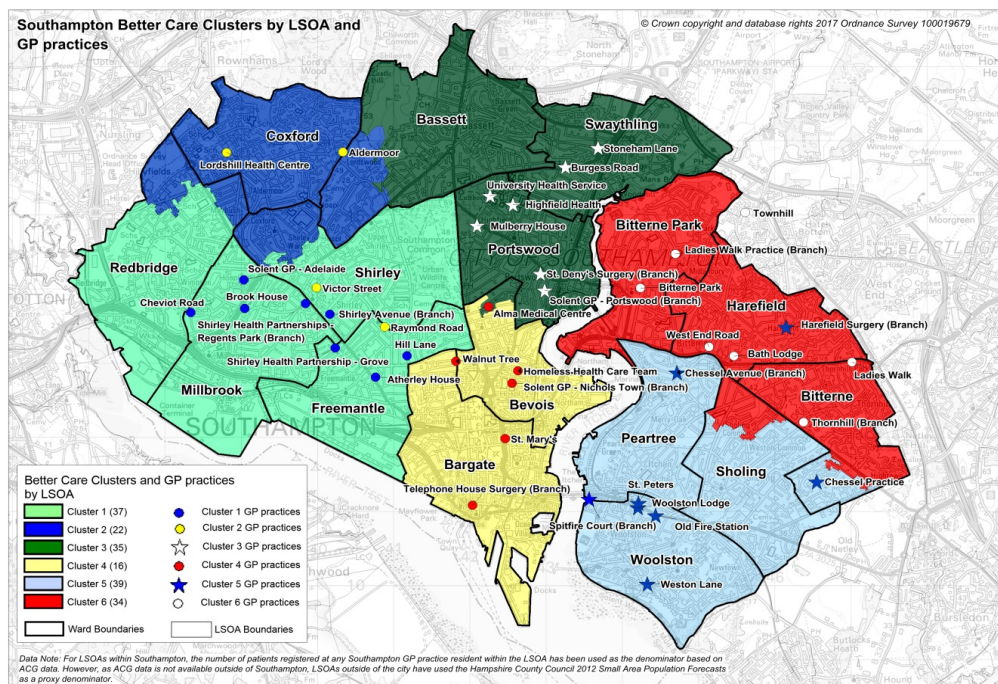 Southampton Better Care Clusters by LSOA and
GP practices
© Crown copyright and database rights 2017 Ordnance Survey 100019679
Rownhams
North
Stoneham
SOUTHAMPTON AIRPORT
Nursling
Bassett
Coxford
Swaythling
Stoneham Lane
Lordshill Health Centre
Aldermoor
Burgess Road
University Health Service
Highfield Health
Mulberry House
Bitterne Park
Townhill
Moorgreen
Portswood
Ladies Walk Practice (Branch)
Redbridge
Solent GP - Adelaide
Shirley
St. Deny's Surgery (Branch)
Bitterne Park
Victor Street
Solent GP - Portswood (Branch)
Harefield
Cheviot Road
Brook House
Shirley Avenue (Branch)
Alma Medical Centre
Shirley Health Partnerships -
Regents Park (Branch)
Raymond Road
Harefield Surgery (Branch)
Hill Lane
West End Road
Shirley Health Partnership - Grove
Walnut Tree
Bath Lodge
Homeless Health Care Team
Chessel Avenue (Branch)
Ladies Walk
Atherley House
Solent GP - Nichols Town (Branch)
Millbrook
Bevois
Bitterne
Freemantle
Thornhill (Branch)
SOUTHAMPTON
St. Mary's
Peartree
Bargate
Sholing
Telephone House Surgery (Branch)
St. Peters
Chessel Practice
Woolston Lodge
Spitfire Court (Branch)
Old Fire Station
Woolston
Weston Lane
Docks
Netley
Bursledon
Hound
Better Care Clusters and GP practices
by LSOA
Cluster 1 (37)
Cluster 1 GP practices
Cluster 2 (22)
Cluster 2 GP practices
Cluster 3 (35)
Cluster 3 GP practices
Cluster 4 (16)
Cluster 4 GP practices
Cluster 5 (39)
Cluster 5 GP practices
Cluster 6 (34)
Cluster 6 GP practices
Ward Boundaries
LSOA Boundaries
Data Note: For LSOAs within Southampton, the number of patients registered at any Southampton GP practice resident within the LSOA has been used as the denominator based on
ACG data. However, as ACG data is not available outside of Southampton, LSOAs outside of the city have used the Hampshire County Council 2012 Small Area Population Forecasts
as a proxy denominator.